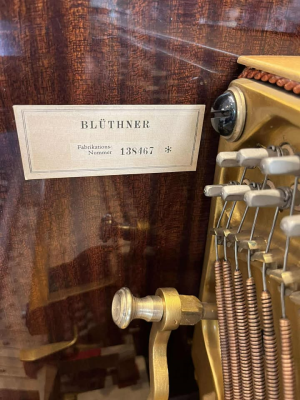 BLÜTHNER
Fabrikations-
Nummer 138467 *